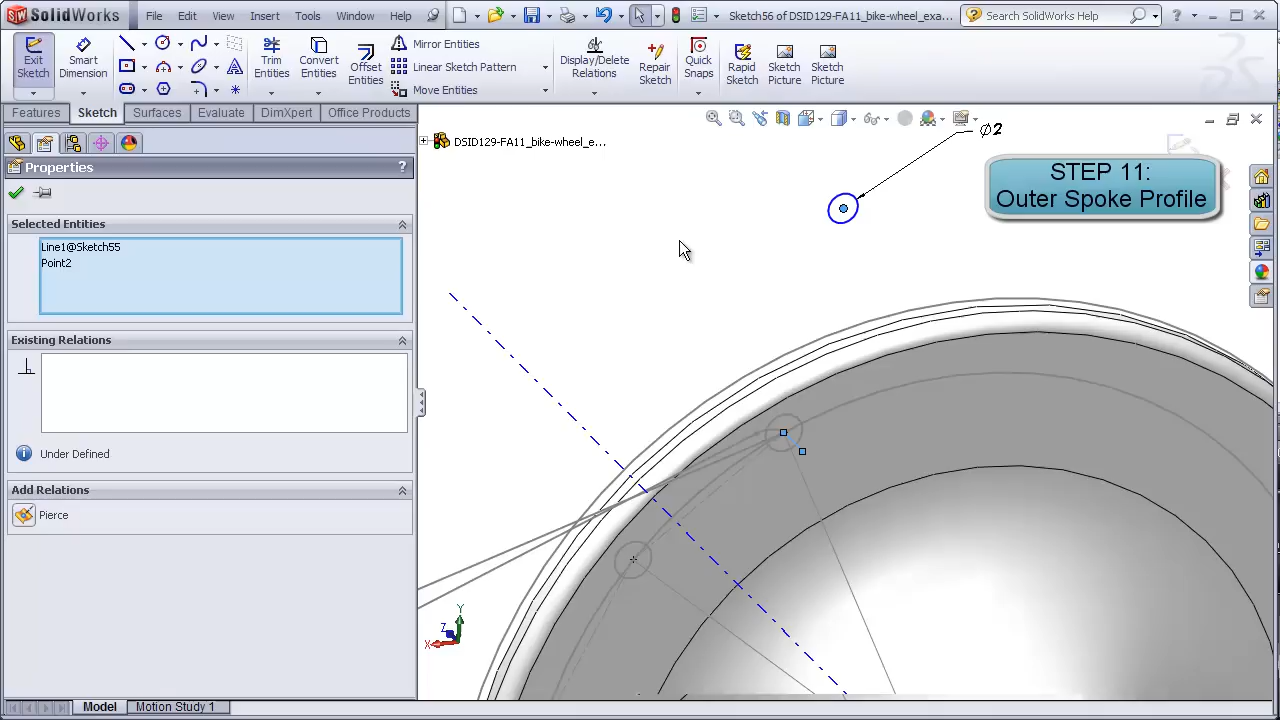 SolidWorks
File Edit View Insert Tools Window Help
Sketch56 of DSID129-FA11_bike-wheel_exa...
Search SolidWorks Help
Exit Sketch
Smart Dimension
Trim Entities
Convert Entities
Offset Entities
Mirror Entities
Linear Sketch Pattern
Move Entities
Display/Delete Relations
Repair Sketch
Quick Snaps
Rapid Sketch
Sketch Picture
Sketch Picture
Features Sketch Surfaces Evaluate DimXpert Office Products
DSID129-FA11_bike-wheel_e...
Ø2
STEP 11:
Outer Spoke Profile
Properties
?
Selected Entities
Line1@Sketch55
Point2
Existing Relations
Under Defined
Add Relations
Pierce
Y
Z
X
Model Motion Study 1